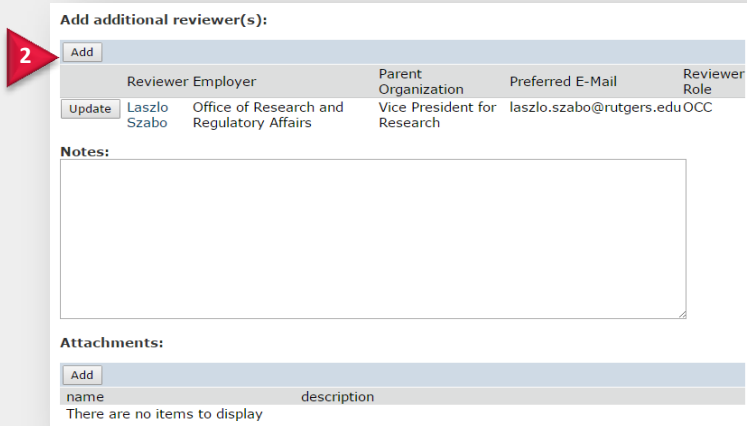 Add additional reviewer(s):
2
Add
Reviewer Employer Parent Organization Preferred E-Mail Reviewer Role
Update Laszlo Szabo Office of Research and Regulatory Affairs Vice President for Research laszlo.szabo@rutgers.edu OCC
Notes:
Attachments:
Add
name description
There are no items to display